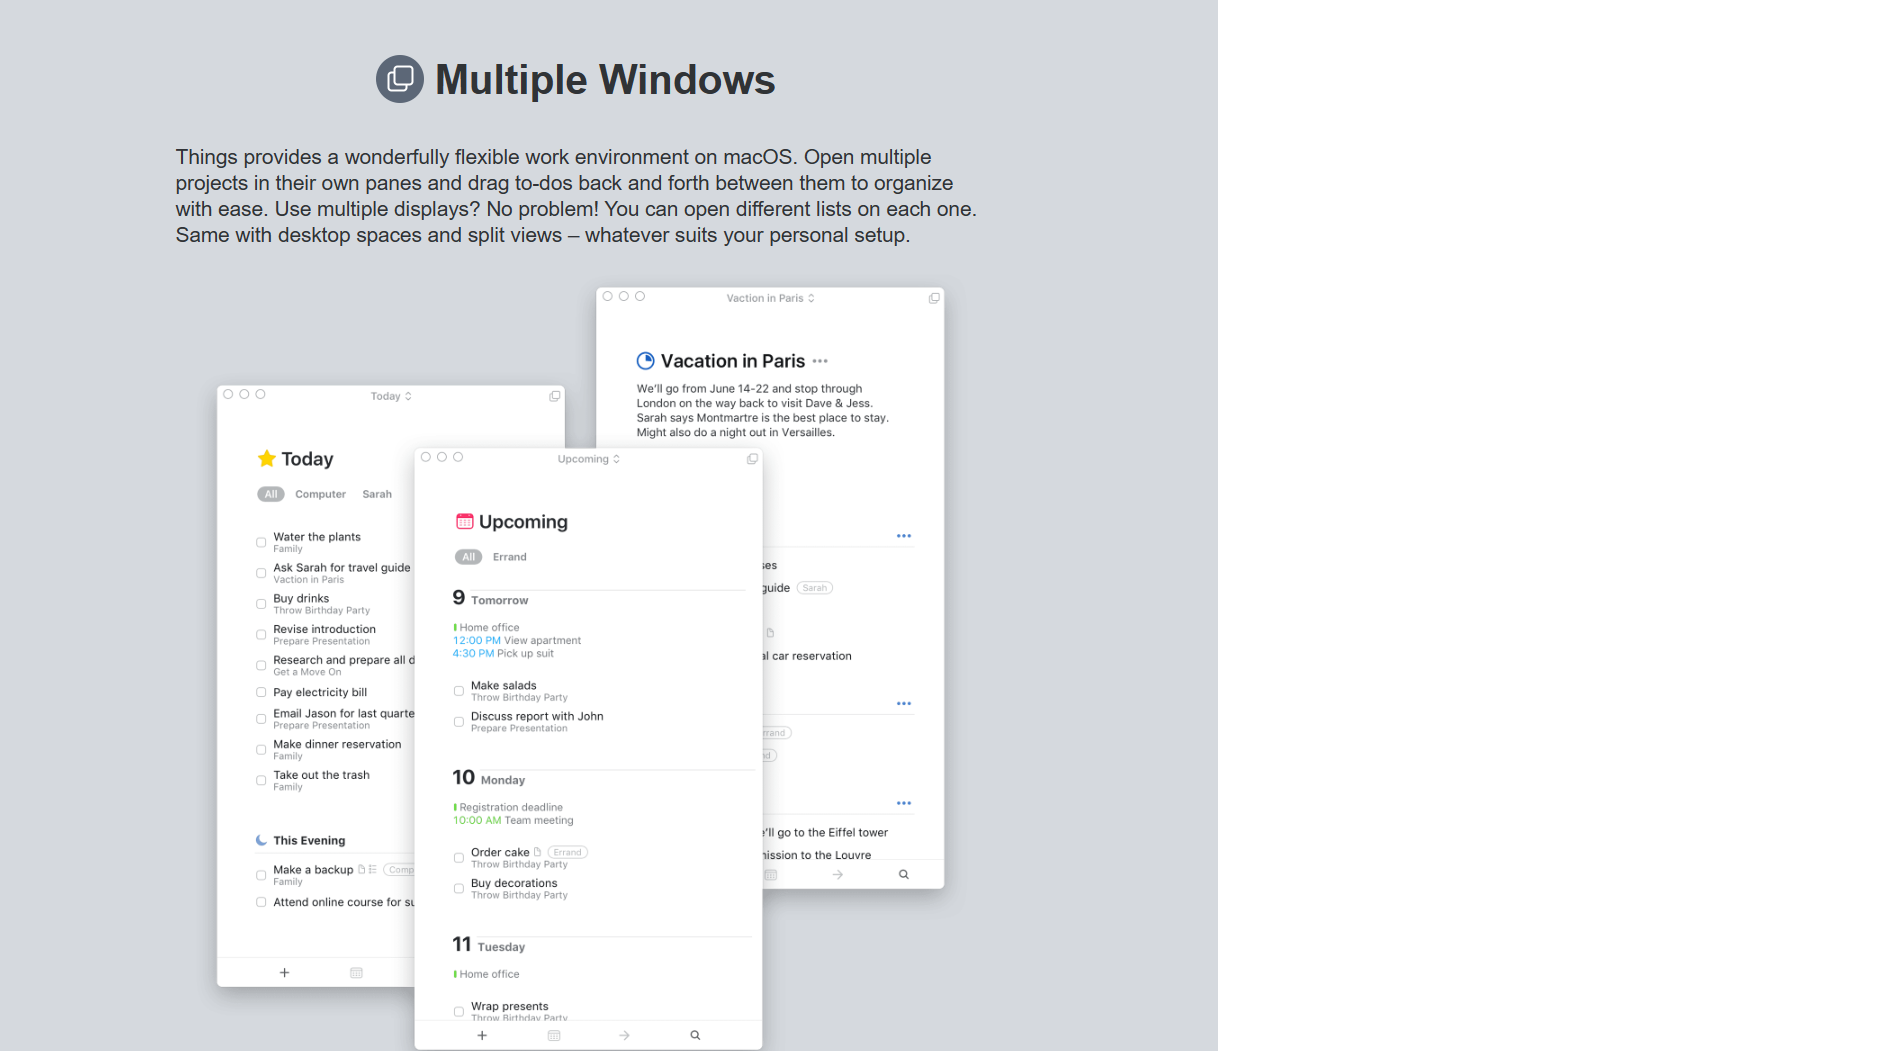 Multiple Windows
Things provides a wonderfully flexible work environment on macOS. Open multiple
projects in their own panes and drag to-dos back and forth between them to organize
with ease. Use multiple displays? No problem! You can open different lists on each one.
Same with desktop spaces and split views – whatever suits your personal setup.
Vaction in Paris
Vacation in Paris
We'll go from June 14-22 and stop through
London on the way back to visit Dave & Jess.
Sarah says Montmartre is the best place to stay.
Might also do a night out in Versailles.
guide Sarah
car reservation
go to the Eiffel tower
to the Louvre
Today
Today
All Computer Sarah
Water the plants
Family
Ask Sarah for travel guide
Vaction in Paris
Buy drinks
Throw Birthday Party
Revise introduction
Prepare Presentation
Research and prepare all
Get a Move On
Pay electricity bill
Email Jason for last
Prepare Presentation
Make dinner reservation
Family
Take out the trash
Family
This Evening
Make a backup
Family
Attend online course for
Upcoming
Upcoming
All Errand
9 Tomorrow
Home office
12:00 PM View apartment
4:30 PM Pick up suit
Make salads
Throw Birthday Party
Discuss report with John
Prepare Presentation
10 Monday
Registration deadline
10:00 AM Team meeting
Order cake Errand
Throw Birthday Party
Buy decorations
Throw Birthday Party
11 Tuesday
Home office
Wrap presents
Throw Birthday Party